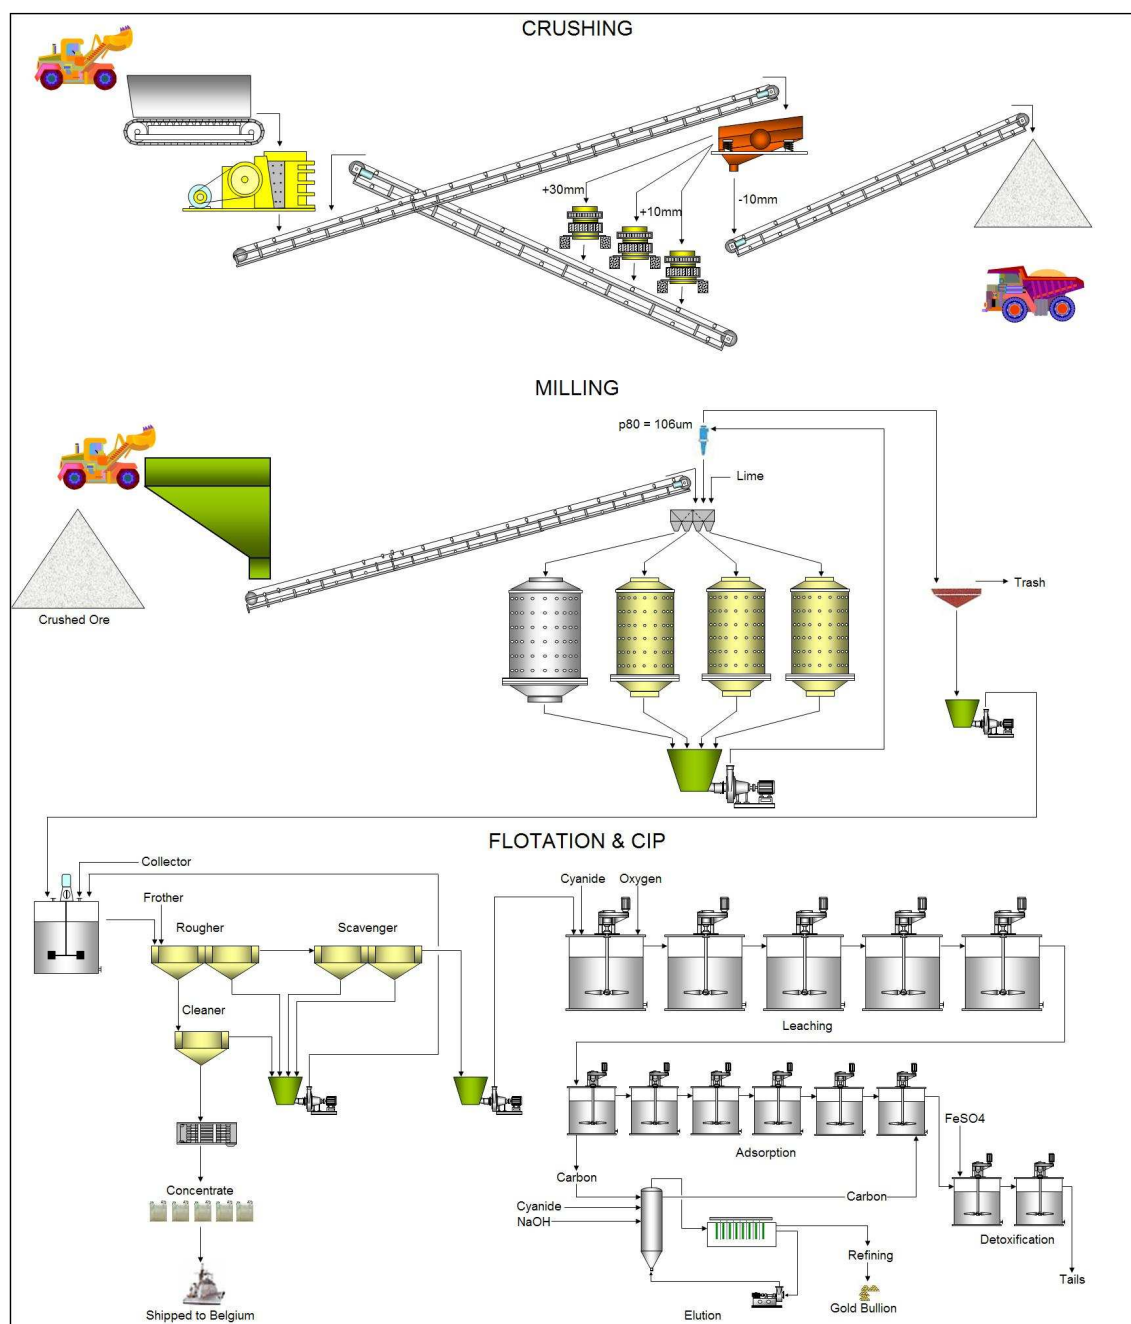 CRUSHING
+30mm
+10mm
-10mm
MILLING
p80 = 106um
Lime
Trash
Crushed Ore
FLOTATION & CIP
Collector
Frother
Rougher
Scavenger
Cleaner
Cyanide
Oxygen
Leaching
Adsorption
FeSO4
Carbon
Carbon
Cyanide
NaOH
Concentrate
Detoxification
Refining
Tails
Gold Bullion
Elution
Shipped to Belgium